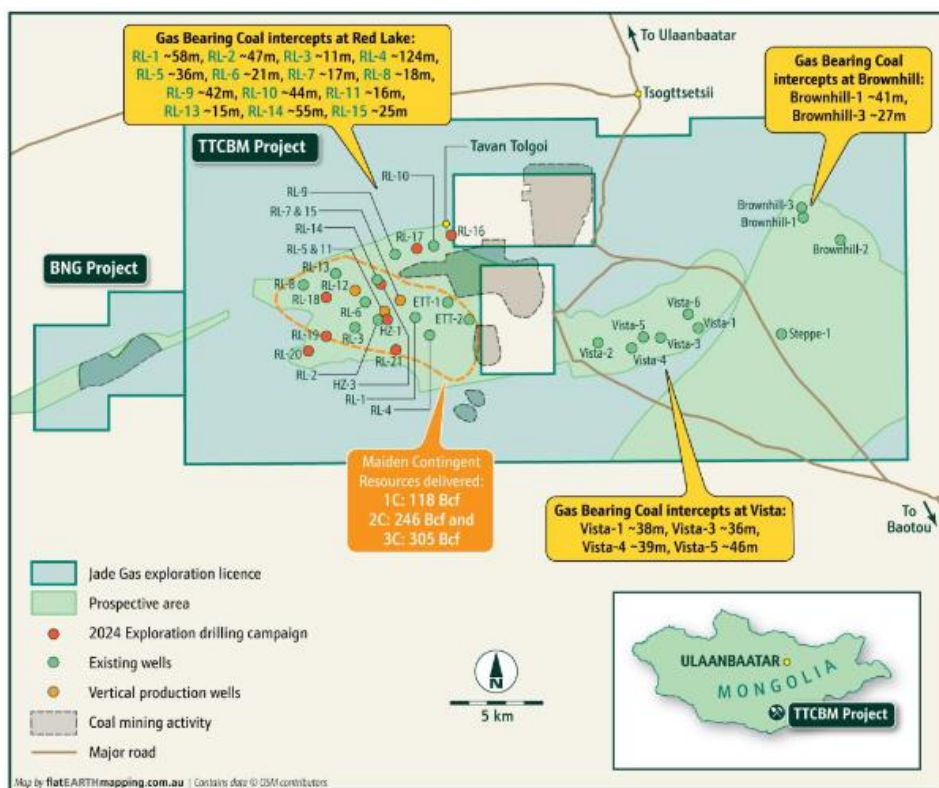 Gas Bearing Coal intercepts at Red Lake:
RL-1 ~58m, RL-2 ~47m, RL-3 ~11m, RL-4 ~124m,
RL-5 ~36m, RL-6 ~21m, RL-7 ~17m, RL-8 ~18m,
RL-9 ~42m, RL-10 ~44m, RL-11 ~16m,
RL-13 ~15m, RL-14 ~55m, RL-15 ~25m
To Ulaanbaatar
Tsogttsetsii
Gas Bearing Coal
intercepts at Brownhill:
Brownhill-1 ~41m,
Brownhill-3 ~27m
TTCBM Project
Tavan Tolgoi
RL-10
RL-9
RL-7 & 15
RL-14
RL-5 & 11
RL-17
RL-16
Brownhill-3
Brownhill-1
Brownhill-2
BNG Project
RL-13
RL-8
RL-12
RL-18
RL-6
ETT-1
ETT-2
HZ-1
RL-19
RL-3
RL-20
RL-21
RL-2
HZ-3
RL-1
RL-4
Vista-6
Vista-1
Vista-5
Vista-3
Vista-2
Vista-4
Steppe-1
Maiden Contingent
Resources delivered:
1C: 118 Bcf
2C: 246 Bcf and
3C: 305 Bcf
Gas Bearing Coal intercepts at Vista:
Vista-1 ~38m, Vista-3 ~36m,
Vista-4 ~39m, Vista-5 ~46m
To
Baotou
Jade Gas exploration licence
Prospective area
2024 Exploration drilling campaign
Existing wells
Vertical production wells
Coal mining activity
Major road
N
5 km
ULAANBAATAR
MONGOLIA
TTCBM Project
Map by flatEARTHmapping.com.au | Contains data © OSM contributors